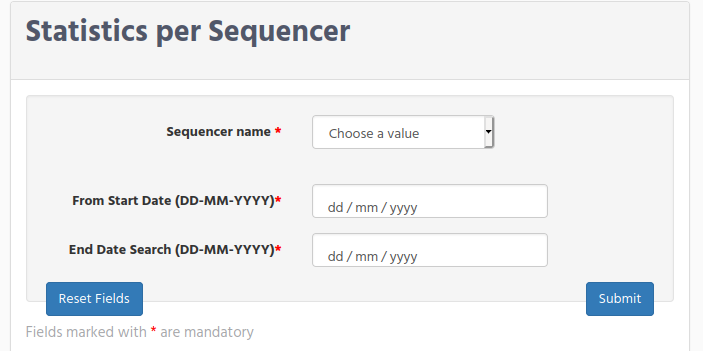 Statistics per Sequencer
Sequencer name * Choose a value
From Start Date (DD-MM-YYYY)* dd / mm / yyyy
End Date Search (DD-MM-YYYY)* dd / mm / yyyy
Reset Fields Submit
Fields marked with * are mandatory